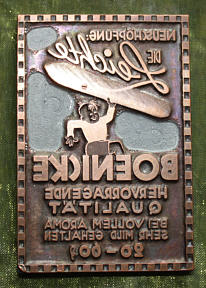 NEUSCHÖPFUNG:
DIE
Leichte
BOENICKE
HERVORRAGENDE
QUALITÄT
BEI VOLLEM AROMA
SEHR MILD GEHALTEN
20-60₰